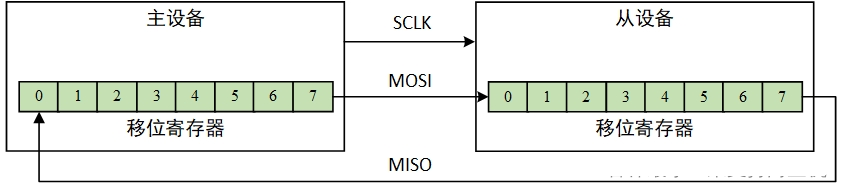 主设备
SCLK
从设备
0 1 2 3 4 5 6 7
MOSI
0 1 2 3 4 5 6 7
移位寄存器
移位寄存器
MISO